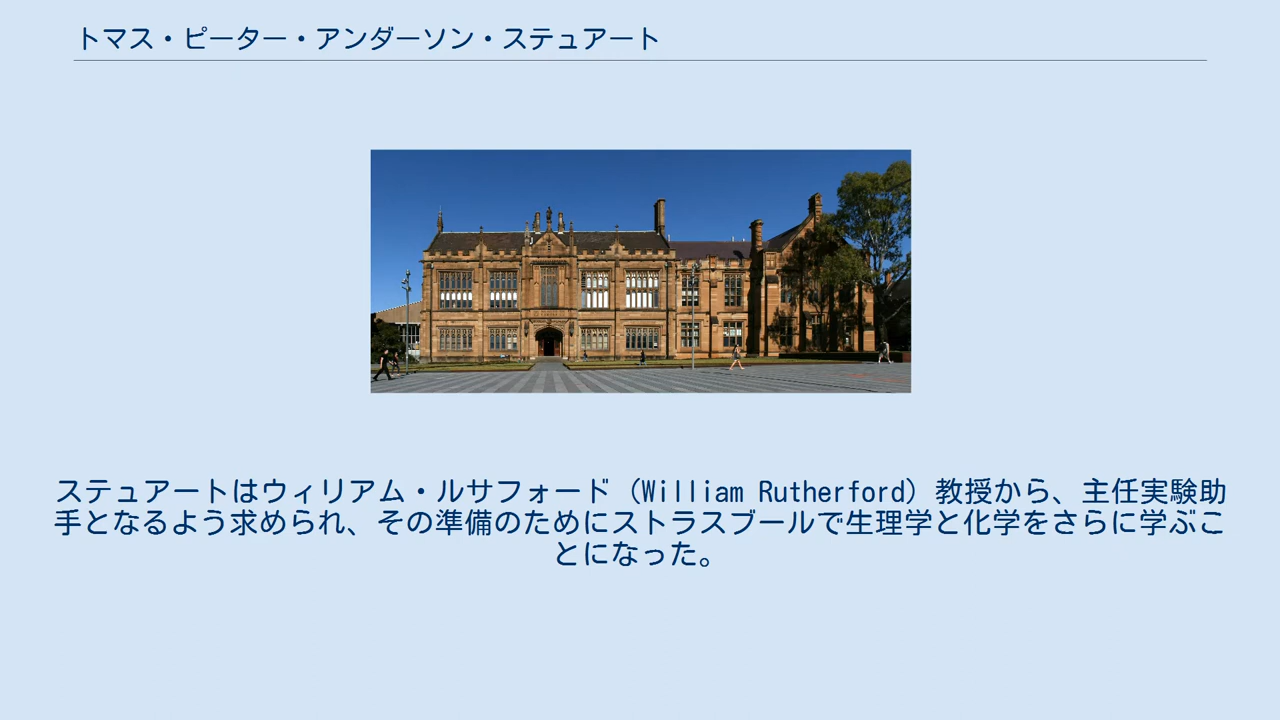 トマス・ピーター・アンダーソン・ステュアート
ステュアートはウィリアム・ルサフォード（William Rutherford）教授から、主任実験助
手となるよう求められ、その準備のためにストラスブールで生理学と化学をさらに学ぶこ
とになった。